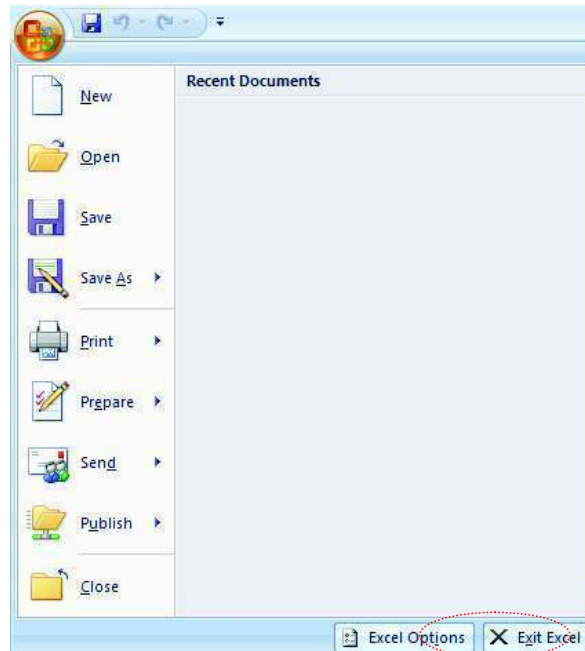 Recent Documents
New
Open
Save
Save As
Print
Prepare
Send
Publish
Close
Excel Options
Exit Excel